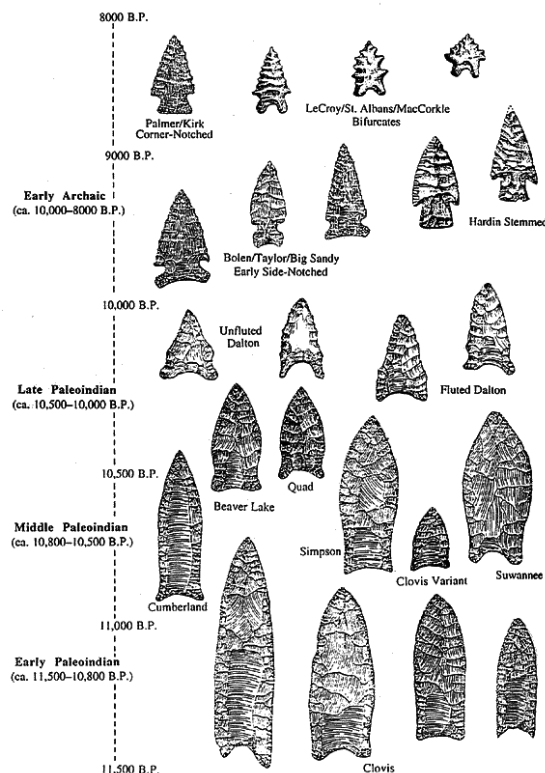 8000 B.P.
Palmer/Kirk
Corner-Notched
LeCroy/St. Albans/MacCorkle
Bifurcates
9000 B.P.
Early Archaic
(ca. 10,000–8000 B.P.)
Hardin Stemmed
Bolen/Taylor/Big Sandy
Early Side-Notched
10,000 B.P.
Unfluted
Dalton
Late Paleoindian
(ca. 10,500–10,000 B.P.)
Fluted Dalton
10,500 B.P.
Quad
Beaver Lake
Middle Paleoindian
(ca. 10,800–10,500 B.P.)
Simpson
Clovis Variant
Suwannee
Cumberland
11,000 B.P.
Early Paleoindian
(ca. 11,500–10,800 B.P.)
11,500 B.P.
Clovis